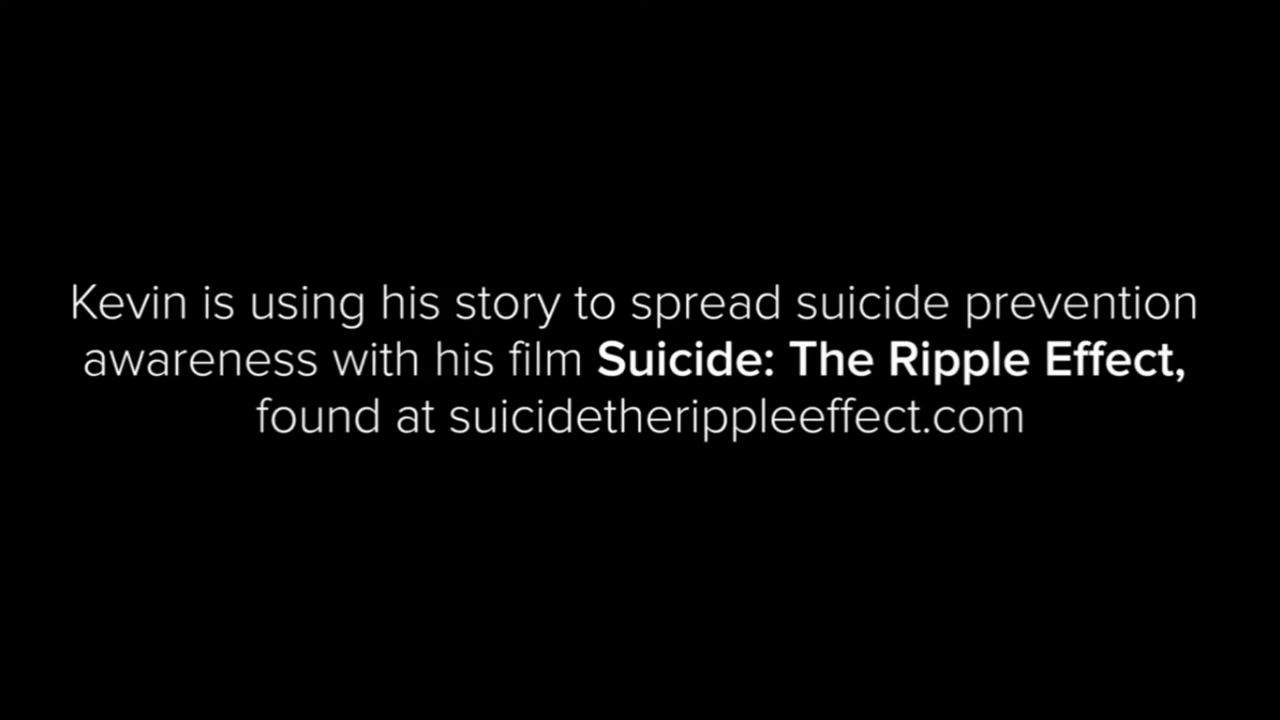 Kevin is using his story to spread suicide prevention
awareness with his film Suicide: The Ripple Effect,
found at suicidetherippleeffect.com